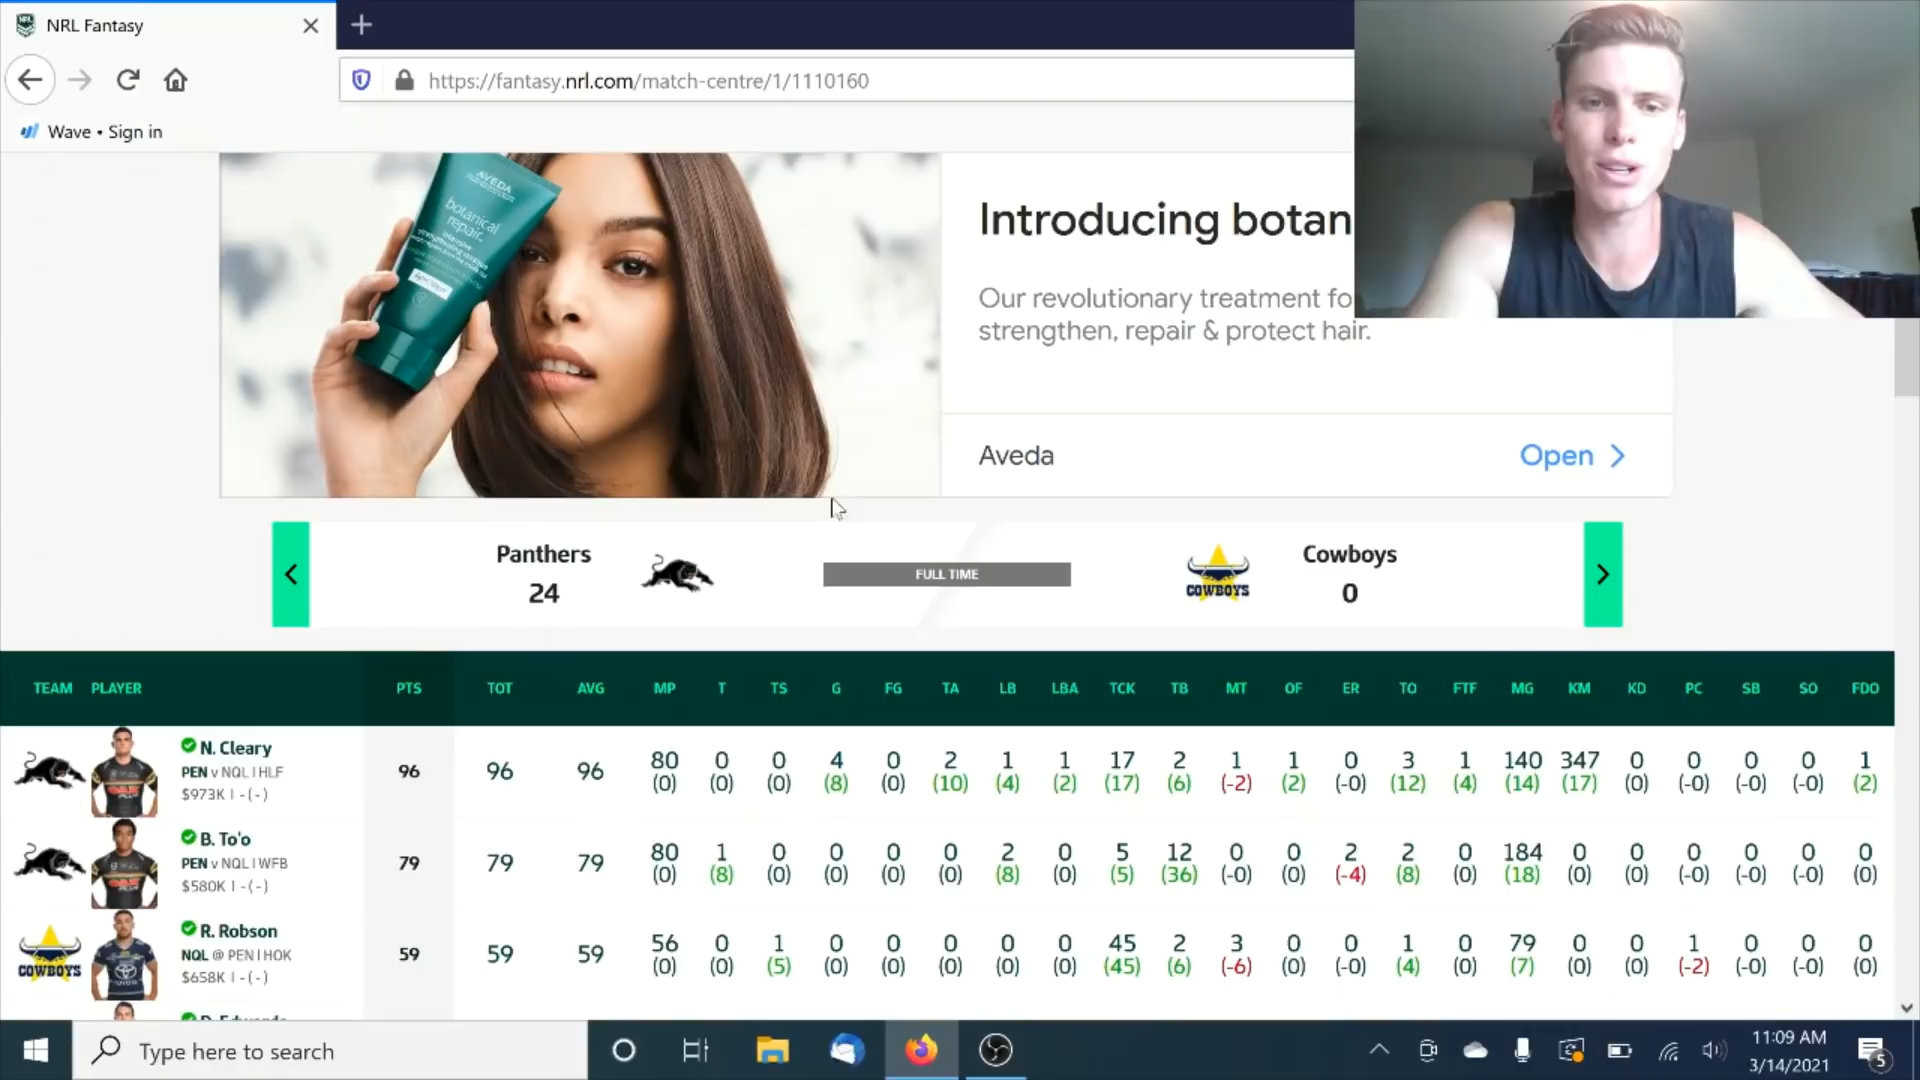 NRL Fantasy
https://fantasy.nrl.com/match-centre/1/1110160
Wave • Sign in
AVEDA
botanical
repair.
Introducing botan
Our revolutionary treatment fo
strengthen, repair & protect hair.
Aveda
Open
Panthers
24
FULL TIME
COWBOYS
Cowboys
0
TEAM PLAYER PTS TOT AVG MP T TS G FG TA LB LBA TCK TB MT OF ER TO FTF MG KM KD PC SB SO FDO
N. Cleary
PEN v NQL | HLF
$973K | - (-)
96 96 96
80 0 0 4 0 2 1 1 17 2 1 1 0 3 1 140 347 0 0 0 0 1
(0) (0) (0) (8) (0) (10) (4) (2) (17) (6) (-2) (2) (-0) (12) (4) (14) (17) (0) (-0) (-0) (-0) (2)
B. To'o
PEN v NQL | WFB
$580K | - (-)
79 79 79
80 1 0 0 0 0 2 0 5 12 0 0 2 2 0 184 0 0 0 0 0 0
(0) (8) (0) (0) (0) (0) (8) (0) (5) (36) (-0) (0) (-4) (8) (0) (18) (0) (0) (-0) (-0) (-0) (0)
COWBOYS
R. Robson
NQL @ PEN | HOK
$658K | - (-)
59 59 59
56 0 1 0 0 0 0 0 45 2 3 0 0 1 0 79 0 0 1 0 0 0
(0) (0) (5) (0) (0) (0) (0) (0) (45) (6) (-6) (0) (-0) (4) (0) (7) (0) (0) (-2) (-0) (-0) (0)
Type here to search
11:09 AM
3/14/2021
5